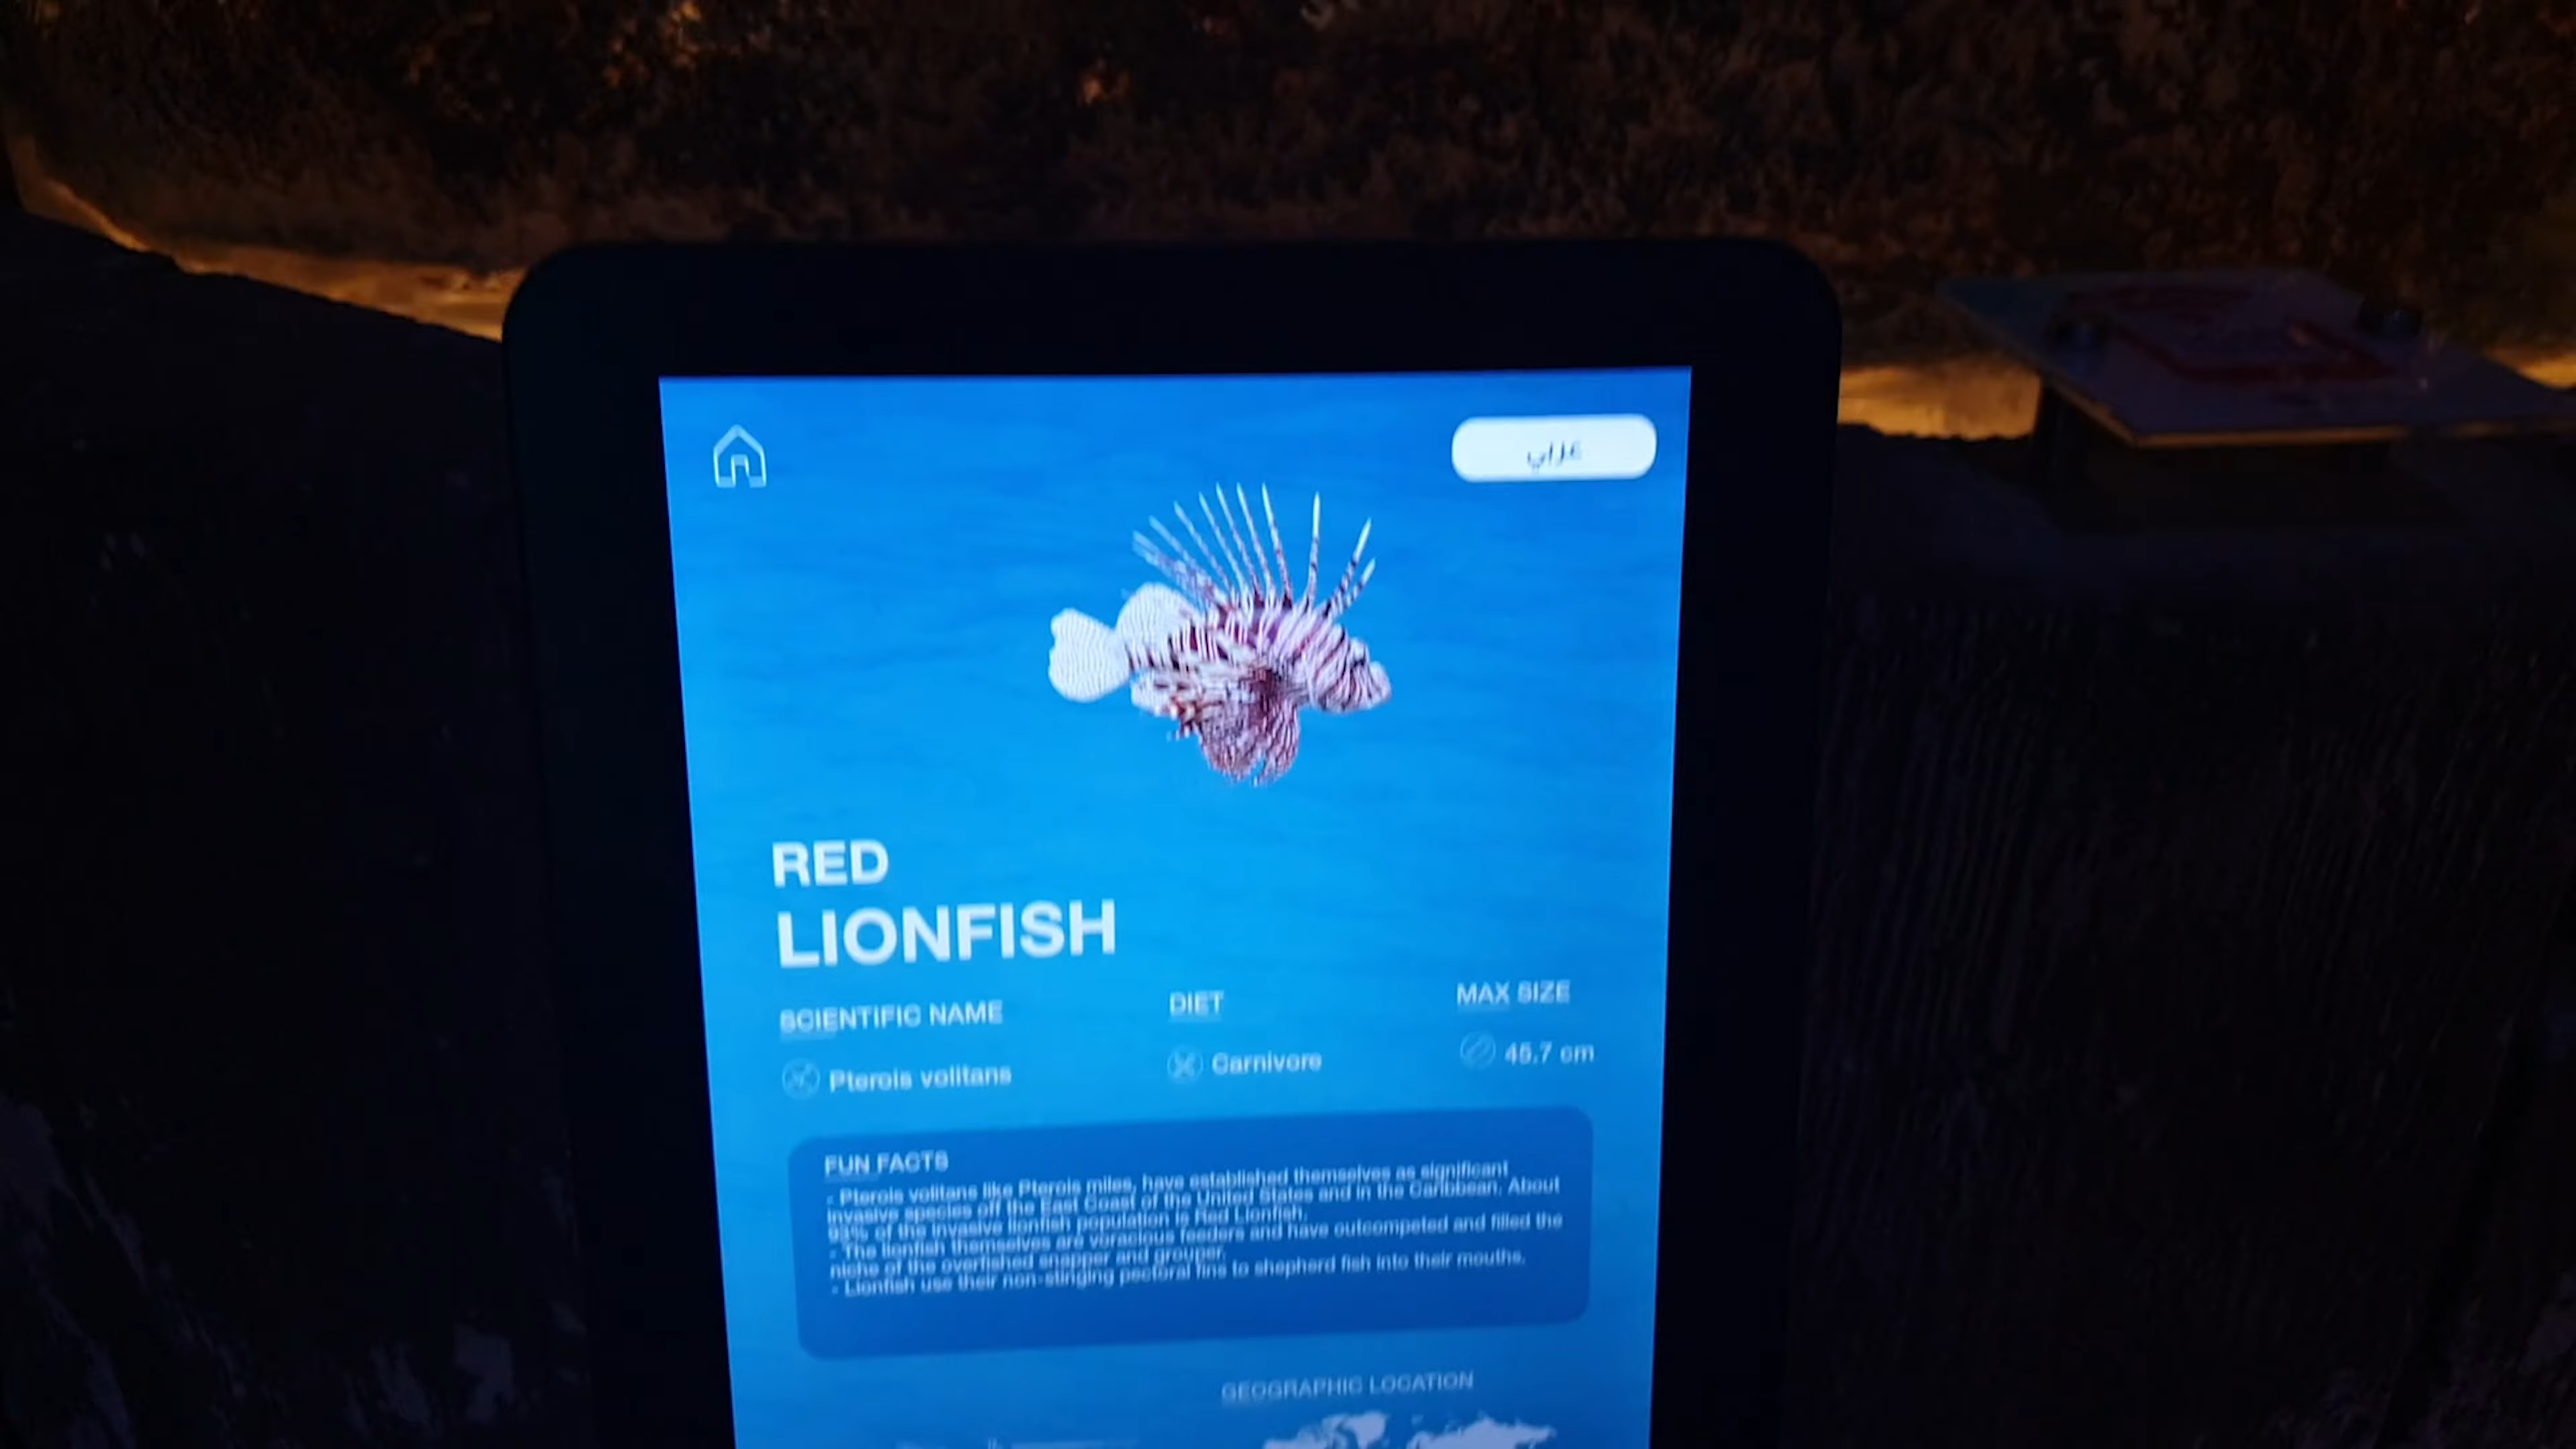 عربي
RED
LIONFISH
SCIENTIFIC NAME
Pterois volitans
DIET
Carnivore
MAX SIZE
45.7 cm
FUN FACTS
- Pterois volitans like Pterois miles, have established themselves as significant
invasive species off the East Coast of the United States and in the Caribbean. About
93% of the invasive lionfish population is Red Lionfish.
- The lionfish themselves are voracious feeders and have outcompeted and filled the
niche of the overfished snapper and grouper.
- Lionfish use their non-stinging pectoral fins to shepherd fish into their mouths.
GEOGRAPHIC LOCATION